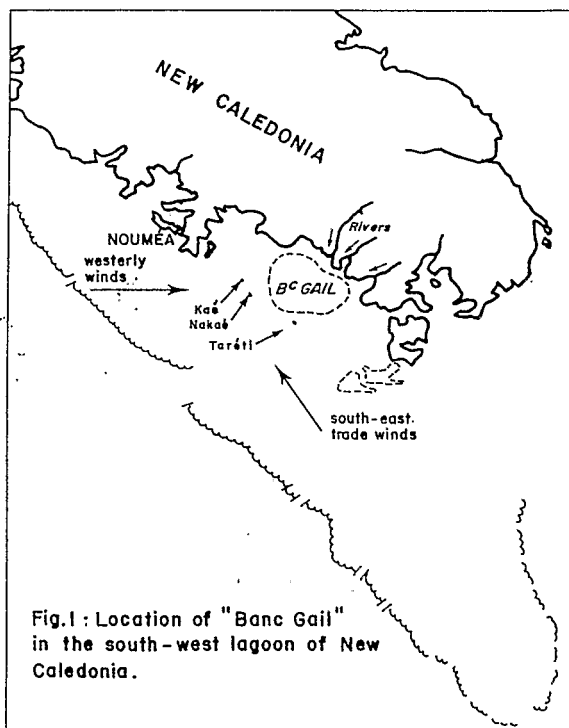 NEW CALEDONIA
Rivers
NOUMÉA
westerly
winds
Bᶜ GAIL
Kaé
Nakaé
Taréti
south-east.
trade winds
Fig.1 : Location of "Banc Gail"
in the south-west lagoon of New
Caledonia.